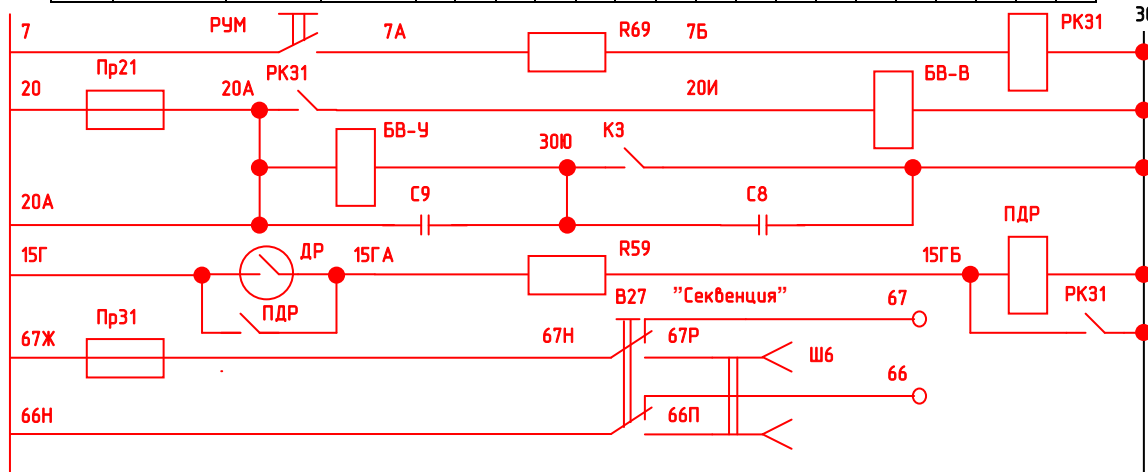 30
7 РУМ 7А R69 7Б РК31
20 Пр21 20А РК31 20И БВ-В
БВ-У 30Ю К3
20А С9 С8
15Г ДР 15ГА R59 15ГБ ПДР
ПДР В27 "Секвенция" 67 РК31
67Ж Пр31 67Н 67Р Ш6
66
66Н 66П